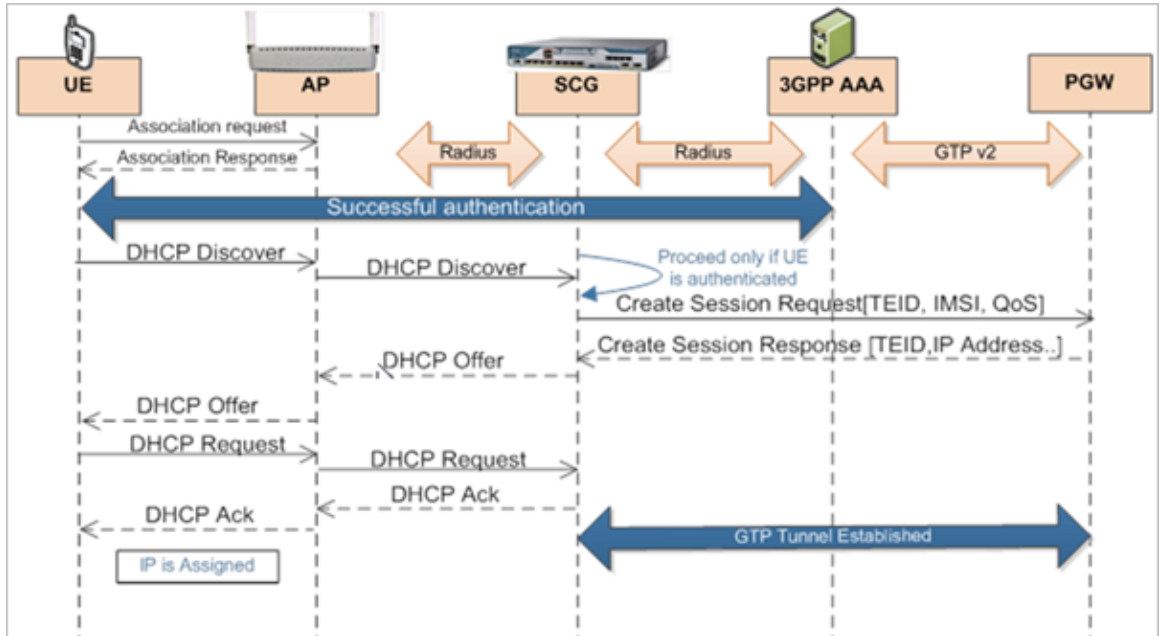 UE
AP
SCG
3GPP AAA
PGW
Association request
Association Response
Radius
Radius
GTP v2
Successful authentication
DHCP Discover
DHCP Discover
Proceed only if UE
is authenticated
Create Session Request[TEID, IMSI, QoS]
Create Session Response [TEID,IP Address..]
DHCP Offer
DHCP Offer
DHCP Request
DHCP Request
DHCP Ack
DHCP Ack
GTP Tunnel Established
IP is Assigned